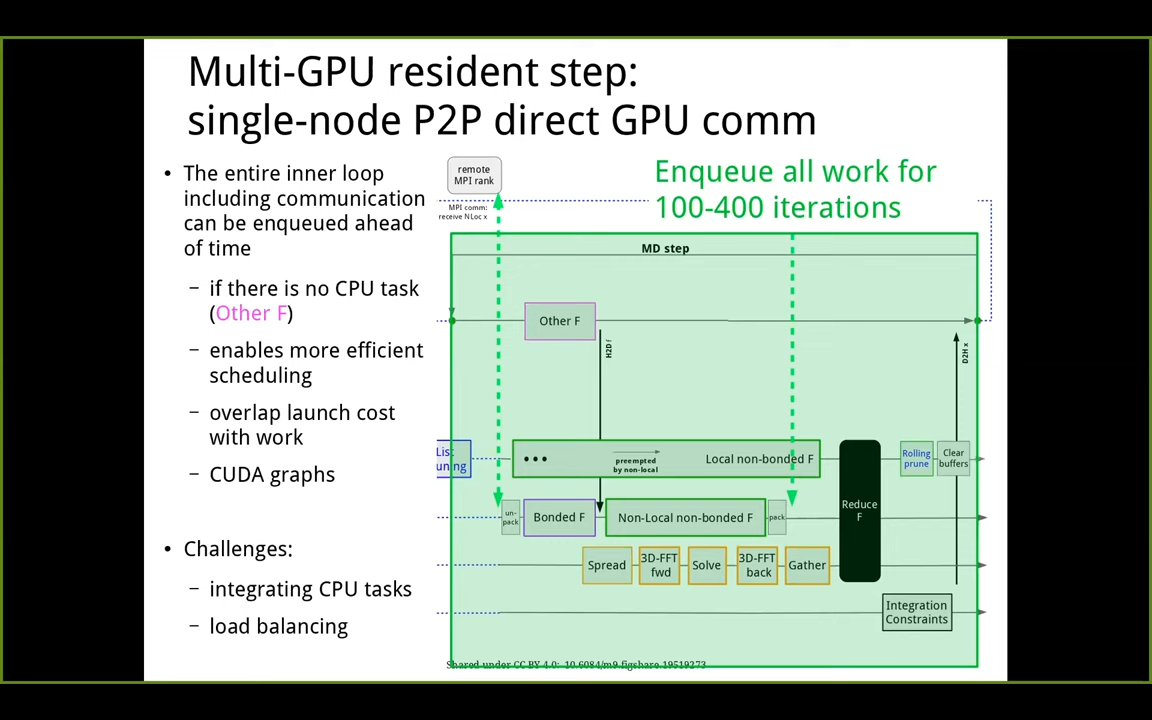 Multi-GPU resident step:
single-node P2P direct GPU comm
• The entire inner loop
including communication
can be enqueued ahead
of time
– if there is no CPU task
(Other F)
– enables more efficient
scheduling
– overlap launch cost
with work
– CUDA graphs
• Challenges:
– integrating CPU tasks
– load balancing
remote
MPI rank
MPI comm:
receive NLoc x
Enqueue all work for
100-400 iterations
MD step
Other F
H2D f
D2H x
List
uning
•••
preempted
by non-local
Local non-bonded F
Rolling
prune
Clear
buffers
un-
pack
Bonded F
Non-Local non-bonded F
pack
Reduce
F
Spread
3D-FFT
fwd
Solve
3D-FFT
back
Gather
Integration
Constraints
Shared under CC BY 4.0: 10.6084/m9.figshare.19519273